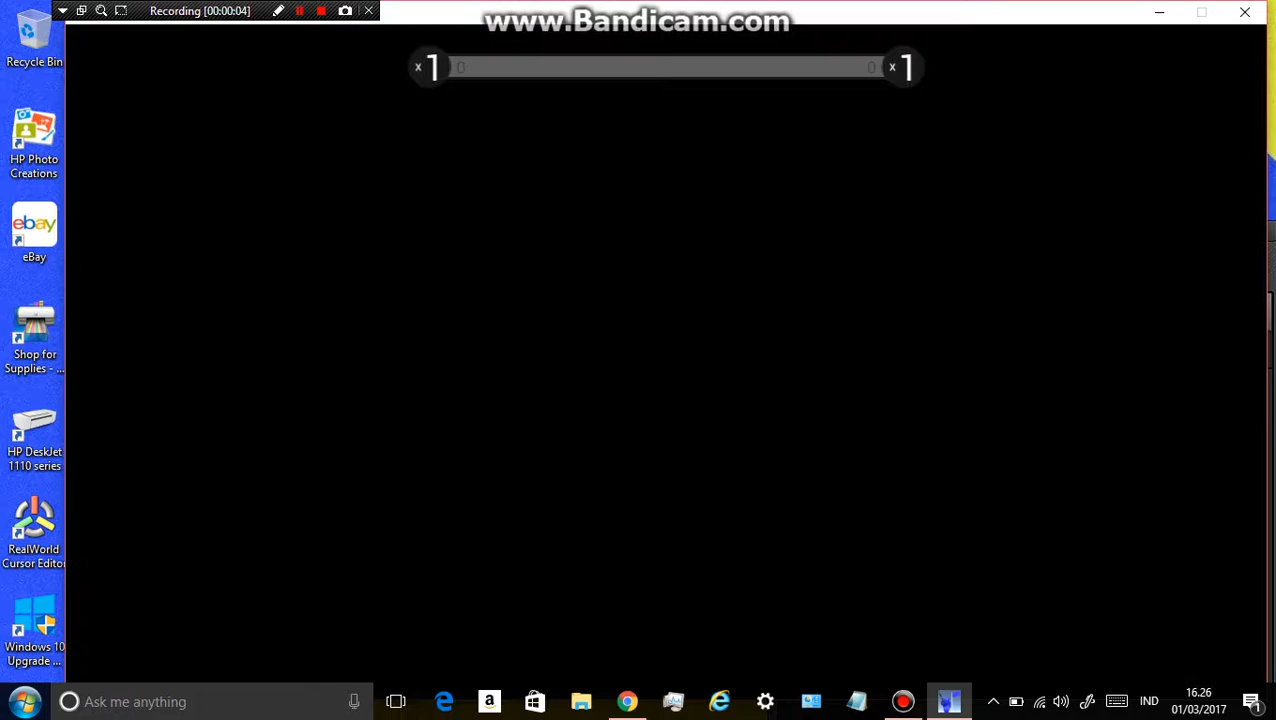 Recording [00:00:04]
www.Bandicam.com
x1 0 0 x1
Recycle Bin
HP Photo
Creations
ebay
eBay
Shop for
Supplies - ...
HP DeskJet
1110 series
RealWorld
Cursor Editor
Windows 10
Upgrade ...
Ask me anything
a
IND
16.26
01/03/2017
1